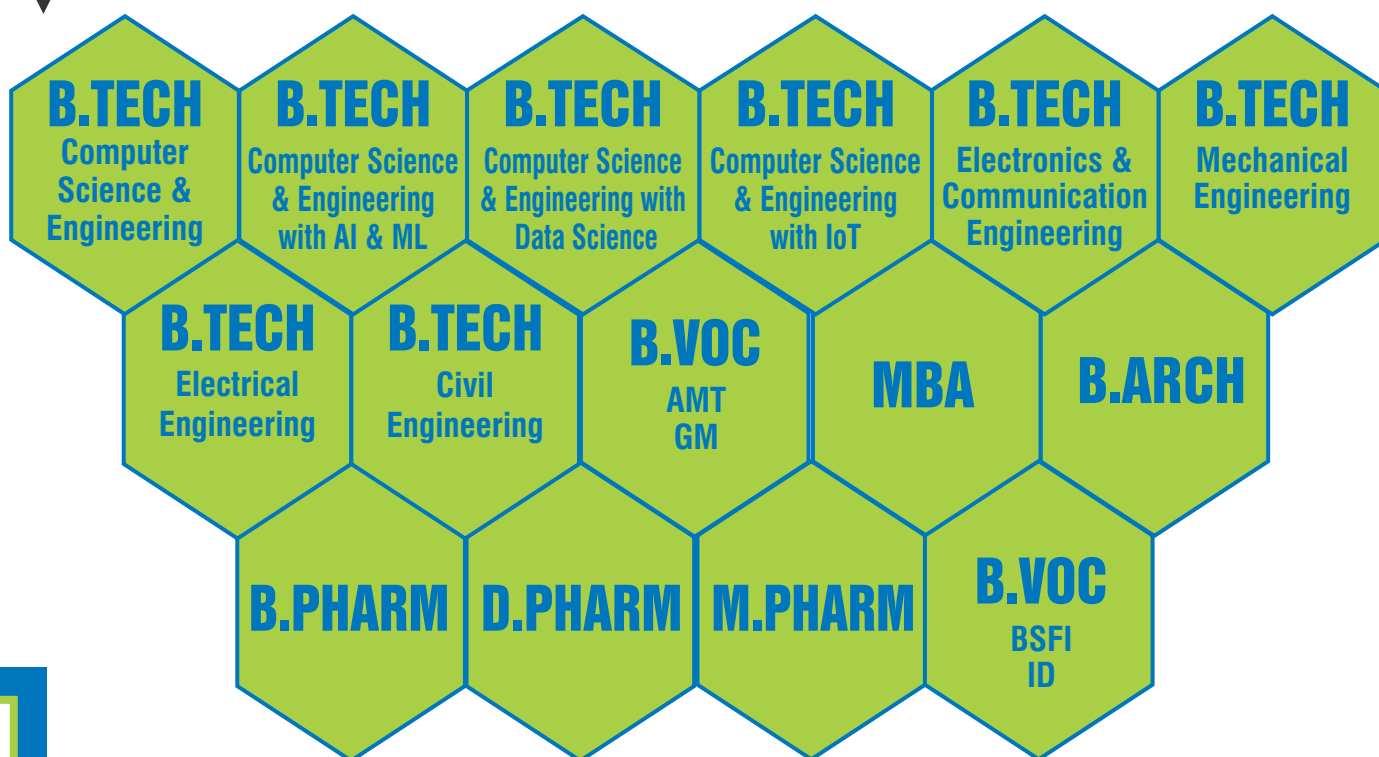 B.TECH
Computer
Science &
Engineering
B.TECH
Computer Science
& Engineering
with AI & ML
B.TECH
Computer Science
& Engineering with
Data Science
B.TECH
Computer Science
& Engineering
with IoT
B.TECH
Electronics &
Communication
Engineering
B.TECH
Mechanical
Engineering
B.TECH
Electrical
Engineering
B.TECH
Civil
Engineering
B.VOC
AMT
GM
MBA
B.ARCH
B.PHARM
D.PHARM
M.PHARM
B.VOC
BSFI
ID